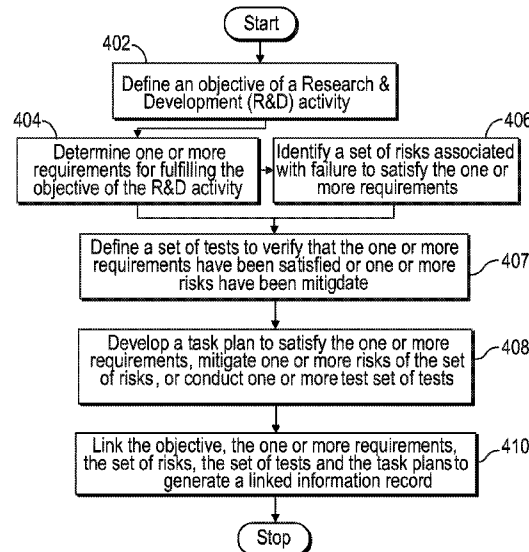 Start
402
Define an objective of a Research &
Development (R&D) activity
404
Determine one or more
requirements for fulfilling the
objective of the R&D activity
406
Identify a set of risks associated
with failure to satisfy the one
or more requirements
Define a set of tests to verify that the one or more
requirements have been satisfied or one or more
risks have been mitigdate
407
Develop a task plan to satisfy the one or more
requirements, mitigate one or more risks of the set
of risks, or conduct one or more test set of tests
408
Link the objective, the one or more requirements,
the set of risks, the set of tests and the task plans to
generate a linked information record
410
Stop